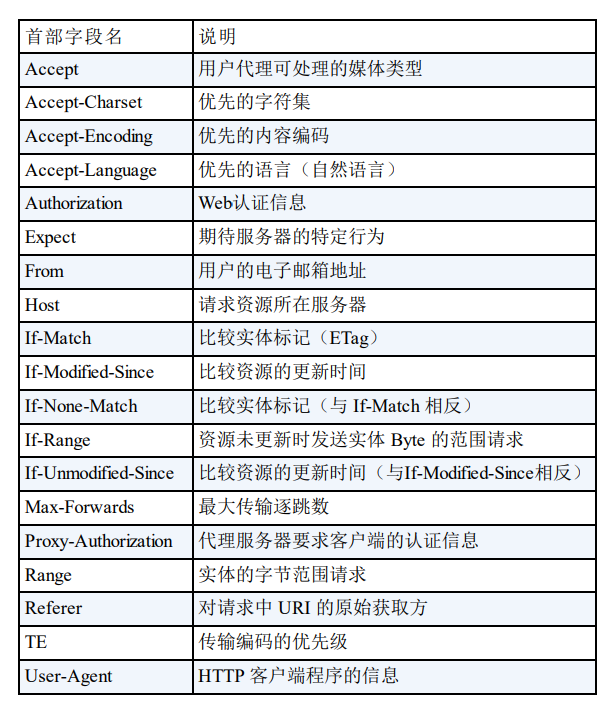 首部字段名 说明
Accept 用户代理可处理的媒体类型
Accept-Charset 优先的字符集
Accept-Encoding 优先的内容编码
Accept-Language 优先的语言（自然语言）
Authorization Web认证信息
Expect 期待服务器的特定行为
From 用户的电子邮箱地址
Host 请求资源所在服务器
If-Match 比较实体标记（ETag）
If-Modified-Since 比较资源的更新时间
If-None-Match 比较实体标记（与 If-Match 相反）
If-Range 资源未更新时发送实体 Byte 的范围请求
If-Unmodified-Since 比较资源的更新时间（与If-Modified-Since相反）
Max-Forwards 最大传输逐跳数
Proxy-Authorization 代理服务器要求客户端的认证信息
Range 实体的字节范围请求
Referer 对请求中 URI 的原始获取方
TE 传输编码的优先级
User-Agent HTTP 客户端程序的信息